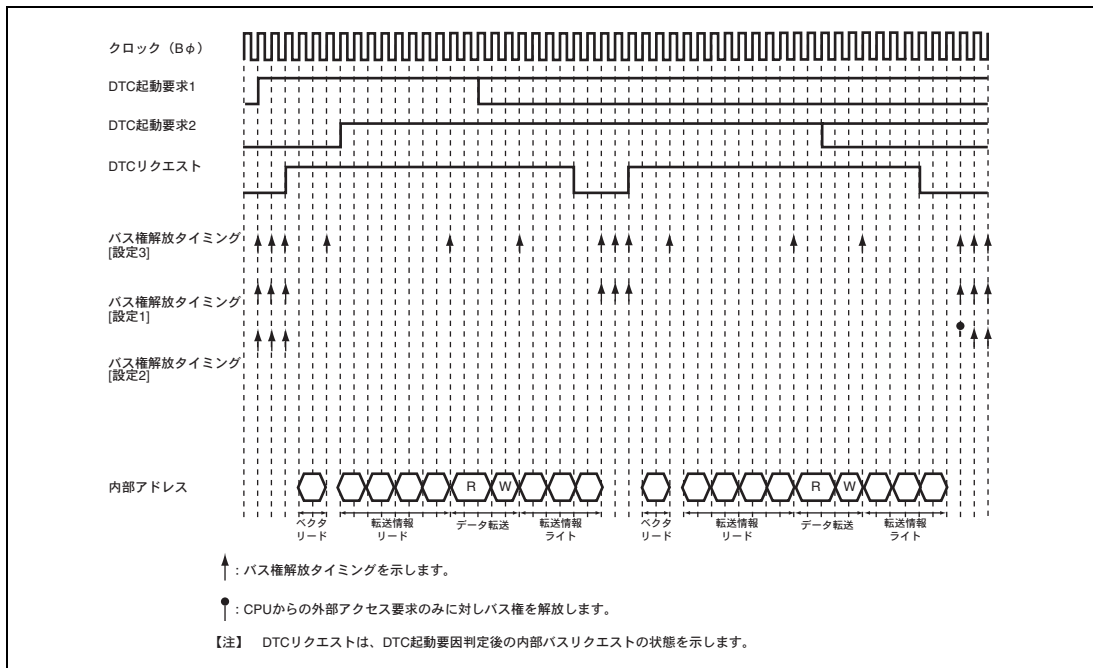 クロック（Bφ）
DTC起動要求1
DTC起動要求2
DTCリクエスト
バス権解放タイミング
[設定3]
バス権解放タイミング
[設定1]
バス権解放タイミング
[設定2]
内部アドレス
R W R W
ベクタ リード
転送情報 リード
データ転送
転送情報 ライト
ベクタ リード
転送情報 リード
データ転送
転送情報 ライト
：バス権解放タイミングを示します。
：CPUからの外部アクセス要求のみに対しバス権を解放します。
【注】 DTCリクエストは、DTC起動要因判定後の内部バスリクエストの状態を示します。